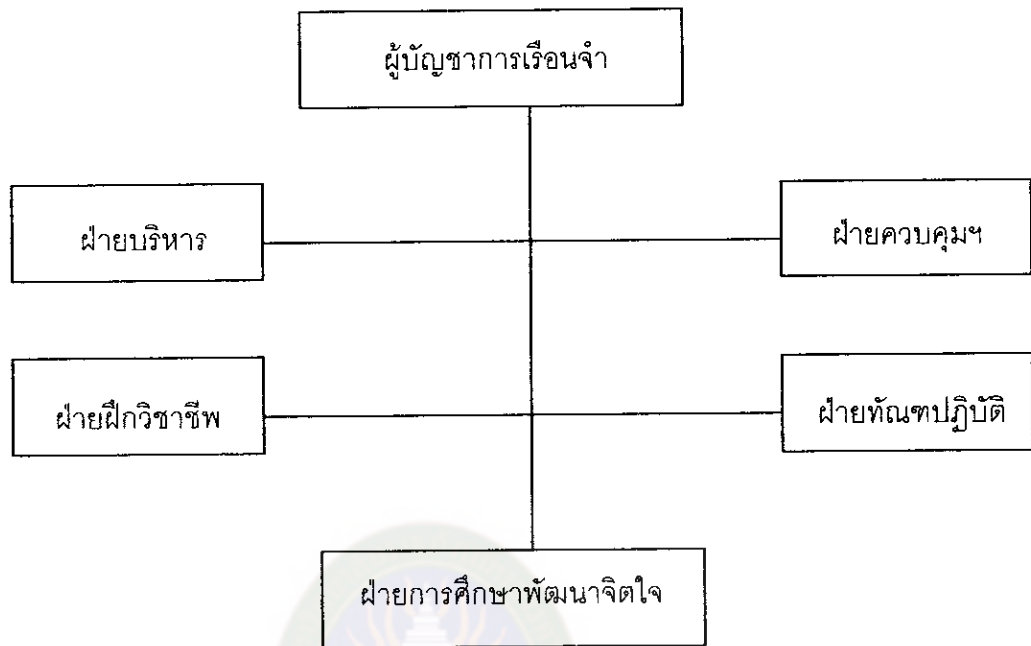 ผู้บัญชาการเรือนจำ
ฝ่ายบริหาร
ฝ่ายควบคุมฯ
ฝ่ายฝึกวิชาชีพ
ฝ่ายทัณฑปฏิบัติ
ฝ่ายการศึกษาพัฒนาจิตใจ